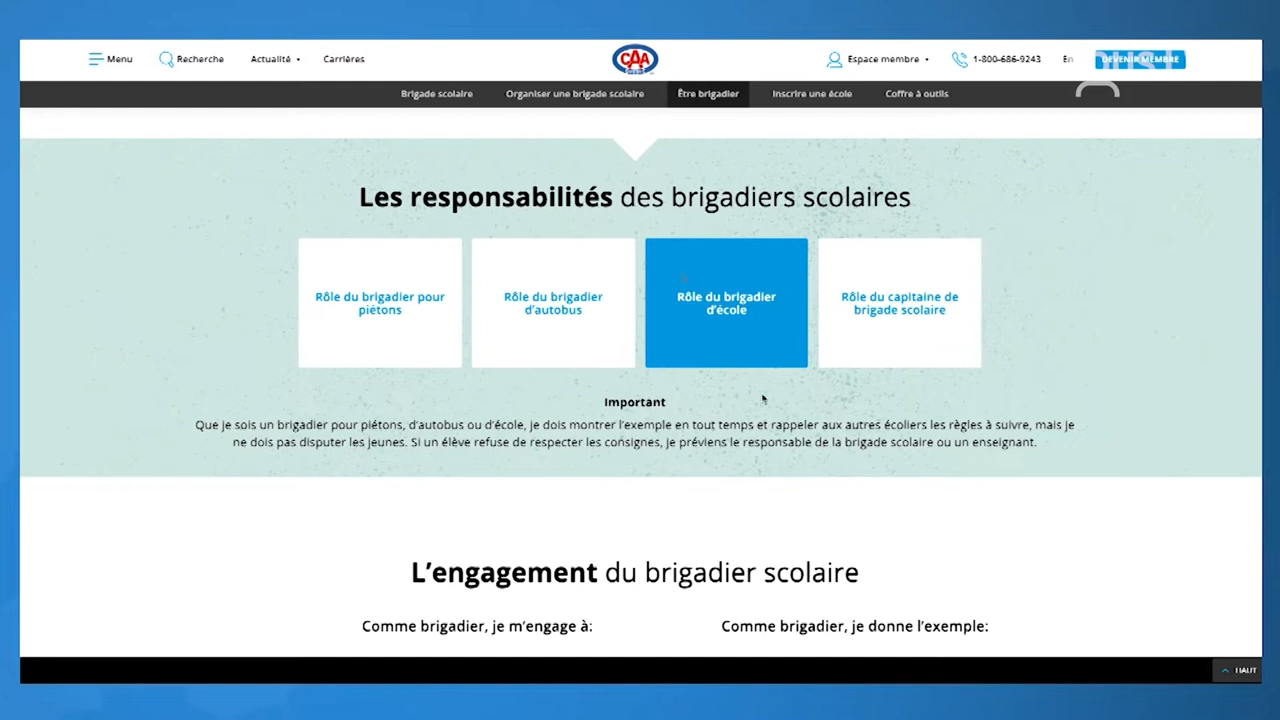 Menu
Recherche
Actualité
Carrières
CAA
Espace membre
1-800-686-9243
En
DEVENIR MEMBRE
Brigade scolaire
Organiser une brigade scolaire
Être brigadier
Inscrire une école
Coffre à outils
Les responsabilités des brigadiers scolaires
Rôle du brigadier pour
piétons
Rôle du brigadier
d'autobus
Rôle du brigadier
d'école
Rôle du capitaine de
brigade scolaire
Important
Que je sois un brigadier pour piétons, d'autobus ou d'école, je dois montrer l'exemple en tout temps et rappeler aux autres écoliers les règles à suivre, mais je
ne dois pas disputer les jeunes. Si un élève refuse de respecter les consignes, je préviens le responsable de la brigade scolaire ou un enseignant.
L'engagement du brigadier scolaire
Comme brigadier, je m'engage à:
Comme brigadier, je donne l'exemple:
HAUT